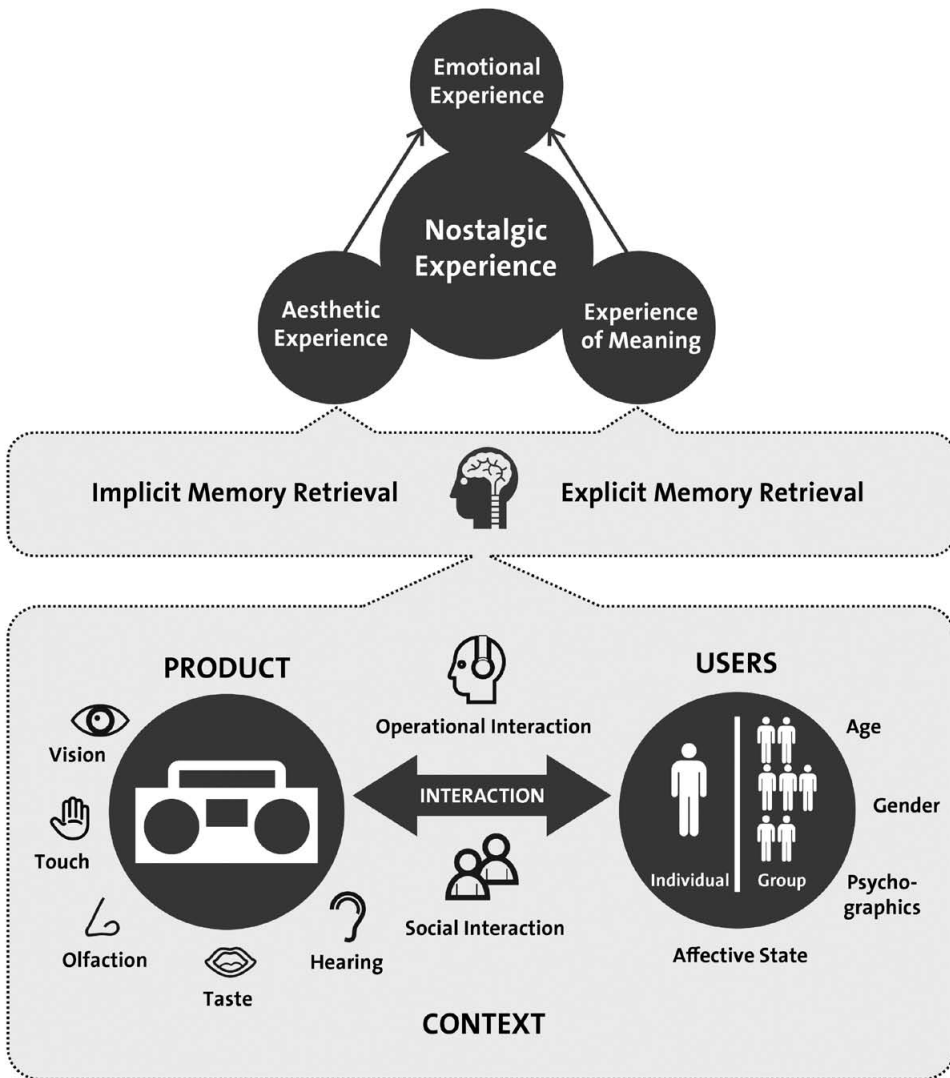 Emotional
Experience
Nostalgic
Experience
Aesthetic
Experience
Experience
of Meaning
Implicit Memory Retrieval
Explicit Memory Retrieval
PRODUCT
USERS
Operational Interaction
Vision
Age
INTERACTION
Gender
Touch
Individual
Group
Psycho-
graphics
Social Interaction
Olfaction
Hearing
Affective State
Taste
CONTEXT